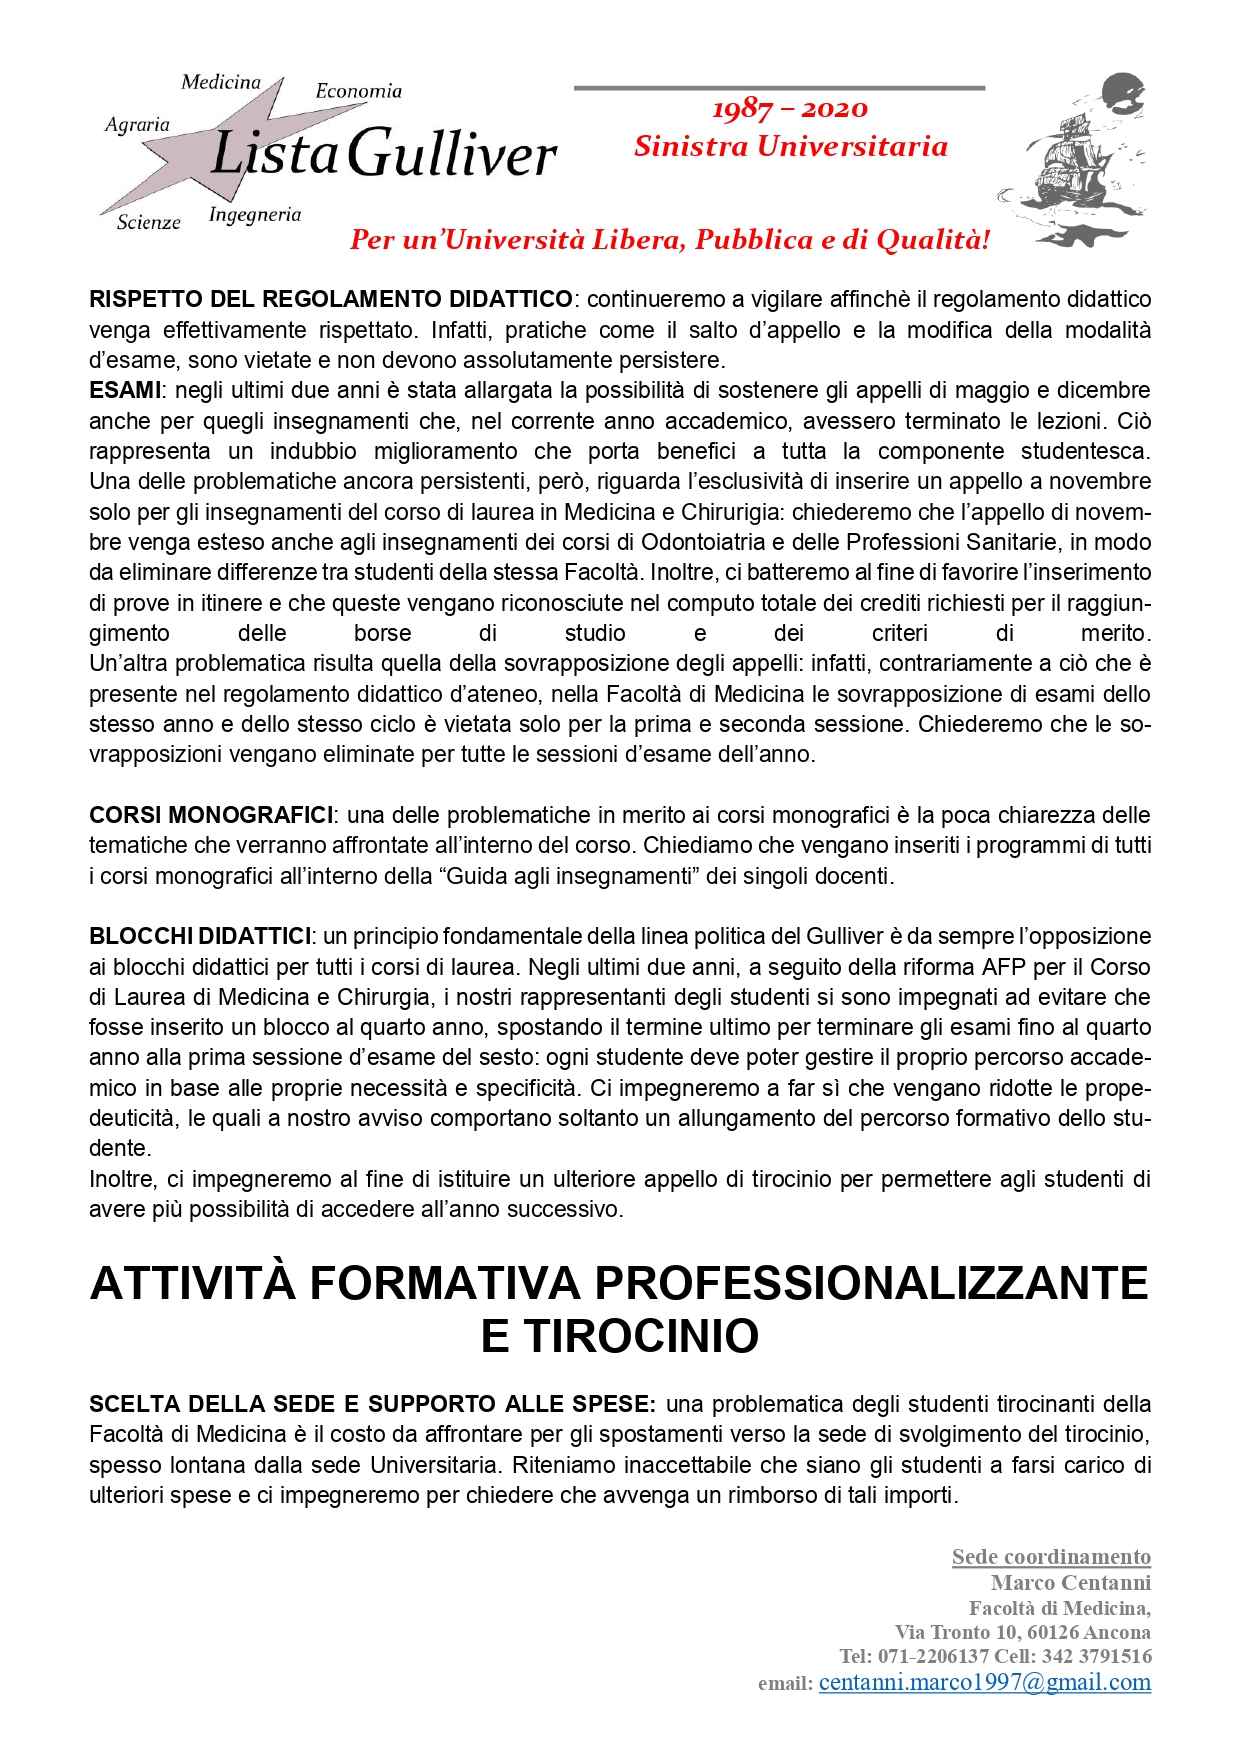 Medicina
Economia
Agraria
Lista Gulliver
Scienze
Ingegneria
1987 – 2020
Sinistra Universitaria
Per un’Università Libera, Pubblica e di Qualità!
RISPETTO DEL REGOLAMENTO DIDATTICO: continueremo a vigilare affinchè il regolamento didattico
venga effettivamente rispettato. Infatti, pratiche come il salto d’appello e la modifica della modalità
d’esame, sono vietate e non devono assolutamente persistere.
ESAMI: negli ultimi due anni è stata allargata la possibilità di sostenere gli appelli di maggio e dicembre
anche per quegli insegnamenti che, nel corrente anno accademico, avessero terminato le lezioni. Ciò
rappresenta un indubbio miglioramento che porta benefici a tutta la componente studentesca.
Una delle problematiche ancora persistenti, però, riguarda l’esclusività di inserire un appello a novembre
solo per gli insegnamenti del corso di laurea in Medicina e Chirurigia: chiederemo che l’appello di novem-
bre venga esteso anche agli insegnamenti dei corsi di Odontoiatria e delle Professioni Sanitarie, in modo
da eliminare differenze tra studenti della stessa Facoltà. Inoltre, ci batteremo al fine di favorire l’inserimento
di prove in itinere e che queste vengano riconosciute nel computo totale dei crediti richiesti per il raggiun-
gimento delle borse di studio e dei criteri di merito.
Un’altra problematica risulta quella della sovrapposizione degli appelli: infatti, contrariamente a ciò che è
presente nel regolamento didattico d’ateneo, nella Facoltà di Medicina le sovrapposizione di esami dello
stesso anno e dello stesso ciclo è vietata solo per la prima e seconda sessione. Chiederemo che le so-
vrapposizioni vengano eliminate per tutte le sessioni d’esame dell’anno.
CORSI MONOGRAFICI: una delle problematiche in merito ai corsi monografici è la poca chiarezza delle
tematiche che verranno affrontate all’interno del corso. Chiediamo che vengano inseriti i programmi di tutti
i corsi monografici all’interno della “Guida agli insegnamenti” dei singoli docenti.
BLOCCHI DIDATTICI: un principio fondamentale della linea politica del Gulliver è da sempre l’opposizione
ai blocchi didattici per tutti i corsi di laurea. Negli ultimi due anni, a seguito della riforma AFP per il Corso
di Laurea di Medicina e Chirurgia, i nostri rappresentanti degli studenti si sono impegnati ad evitare che
fosse inserito un blocco al quarto anno, spostando il termine ultimo per terminare gli esami fino al quarto
anno alla prima sessione d’esame del sesto: ogni studente deve poter gestire il proprio percorso accade-
mico in base alle proprie necessità e specificità. Ci impegneremo a far sì che vengano ridotte le prope-
deuticità, le quali a nostro avviso comportano soltanto un allungamento del percorso formativo dello stu-
dente.
Inoltre, ci impegneremo al fine di istituire un ulteriore appello di tirocinio per permettere agli studenti di
avere più possibilità di accedere all’anno successivo.
ATTIVITÀ FORMATIVA PROFESSIONALIZZANTE
E TIROCINIO
SCELTA DELLA SEDE E SUPPORTO ALLE SPESE: una problematica degli studenti tirocinanti della
Facoltà di Medicina è il costo da affrontare per gli spostamenti verso la sede di svolgimento del tirocinio,
spesso lontana dalla sede Universitaria. Riteniamo inaccettabile che siano gli studenti a farsi carico di
ulteriori spese e ci impegneremo per chiedere che avvenga un rimborso di tali importi.
Sede coordinamento
Marco Centanni
Facoltà di Medicina,
Via Tronto 10, 60126 Ancona
Tel: 071-2206137 Cell: 342 3791516
email: centanni.marco1997@gmail.com